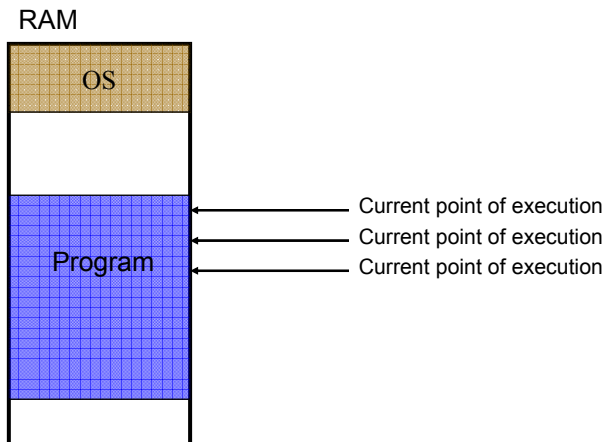 RAM
OS
Current point of execution
Current point of execution
Program
Current point of execution